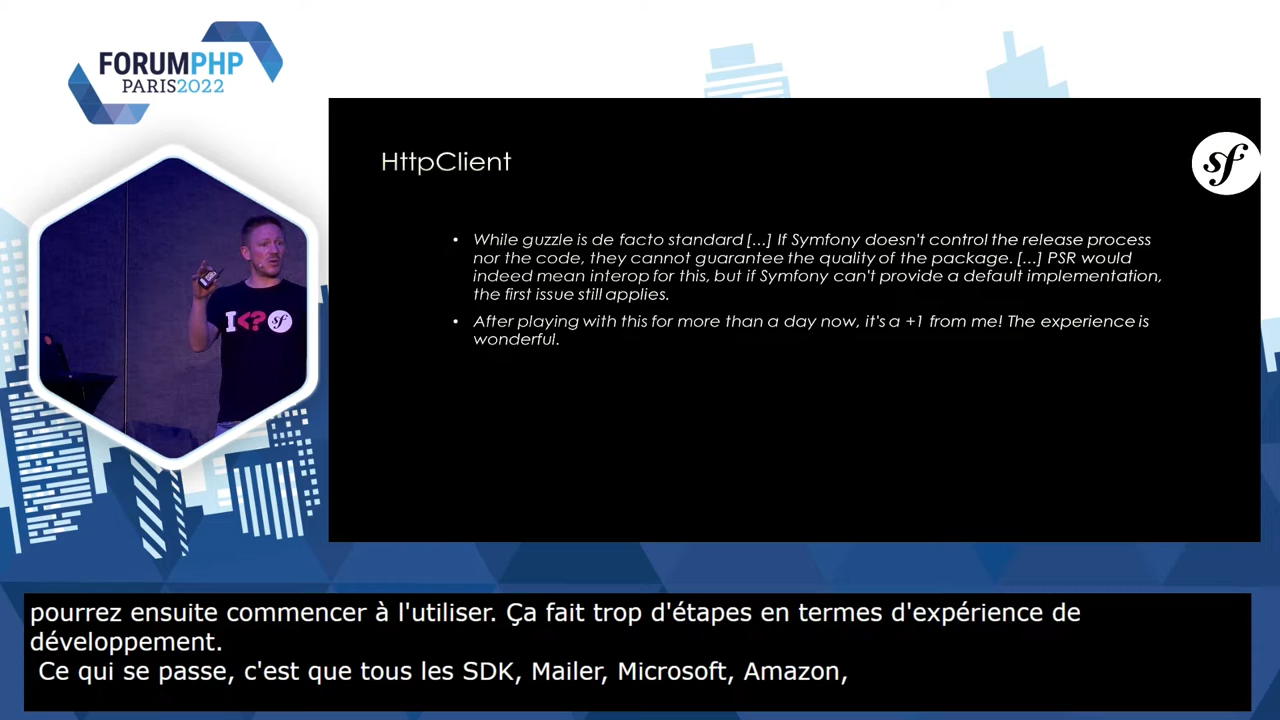 FORUMPHP
PARIS2022
HttpClient
sf
• While guzzle is de facto standard [...] If Symfony doesn't control the release process
nor the code, they cannot guarantee the quality of the package. [...] PSR would
indeed mean interop for this, but if Symfony can't provide a default implementation,
the first issue still applies.
• After playing with this for more than a day now, it's a +1 from me! The experience is
wonderful.
I <? sf
pourrez ensuite commencer à l'utiliser. Ça fait trop d'étapes en termes d'expérience de
développement.
Ce qui se passe, c'est que tous les SDK, Mailer, Microsoft, Amazon,